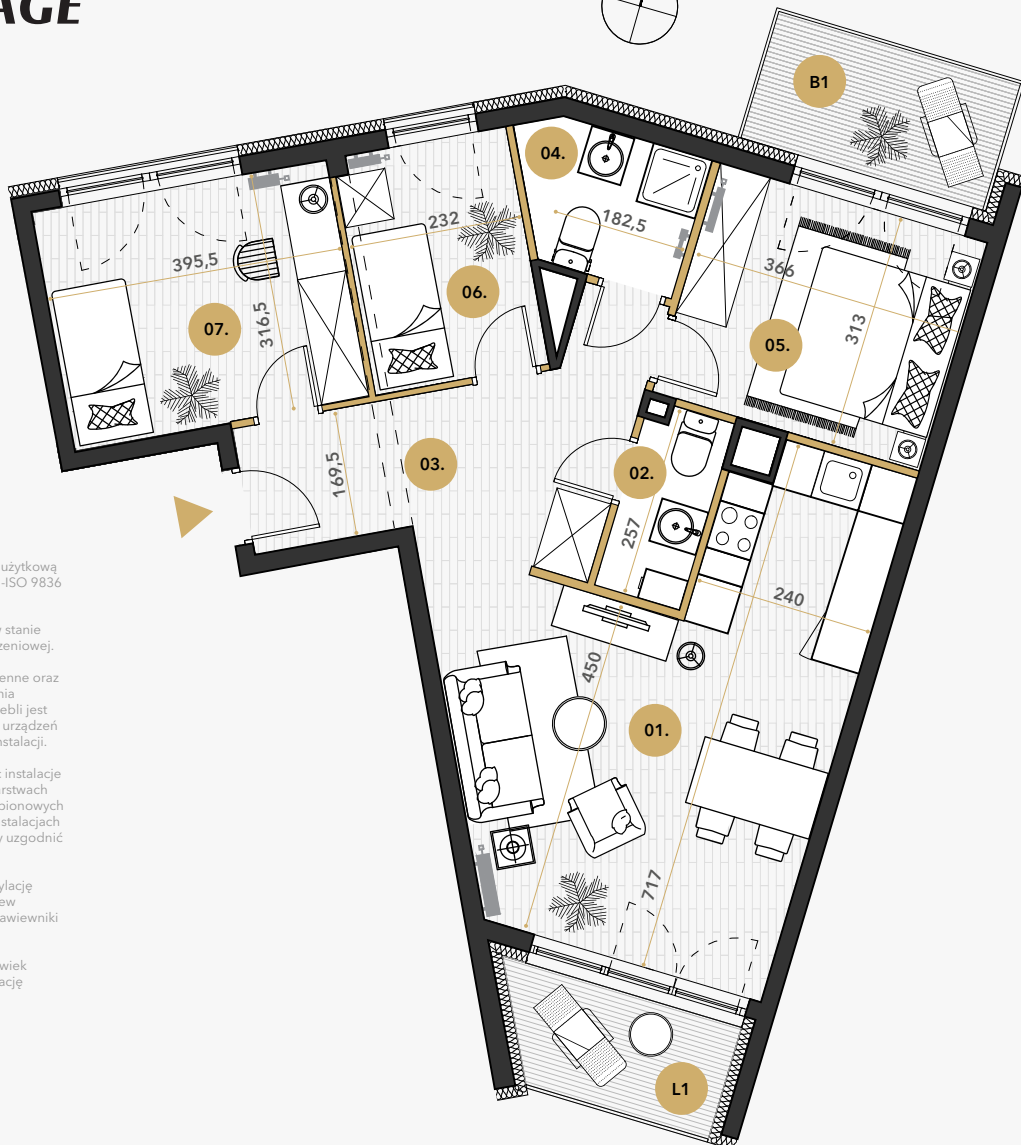 AGE
B1
04.
182,5
232
395,5
366
06.
07.
316,5
05.
313
03.
169,5
02.
257
240
450
01.
717
L1
użytkową
-ISO 9836
stanie
zeniowej.
enne oraz
nia
ebli jest
urządzeń
nstalacji.
instalacje
rstwach
pionowych
stalacjach
y uzgodnić
ylację
ew
awiewniki
wiek
ację